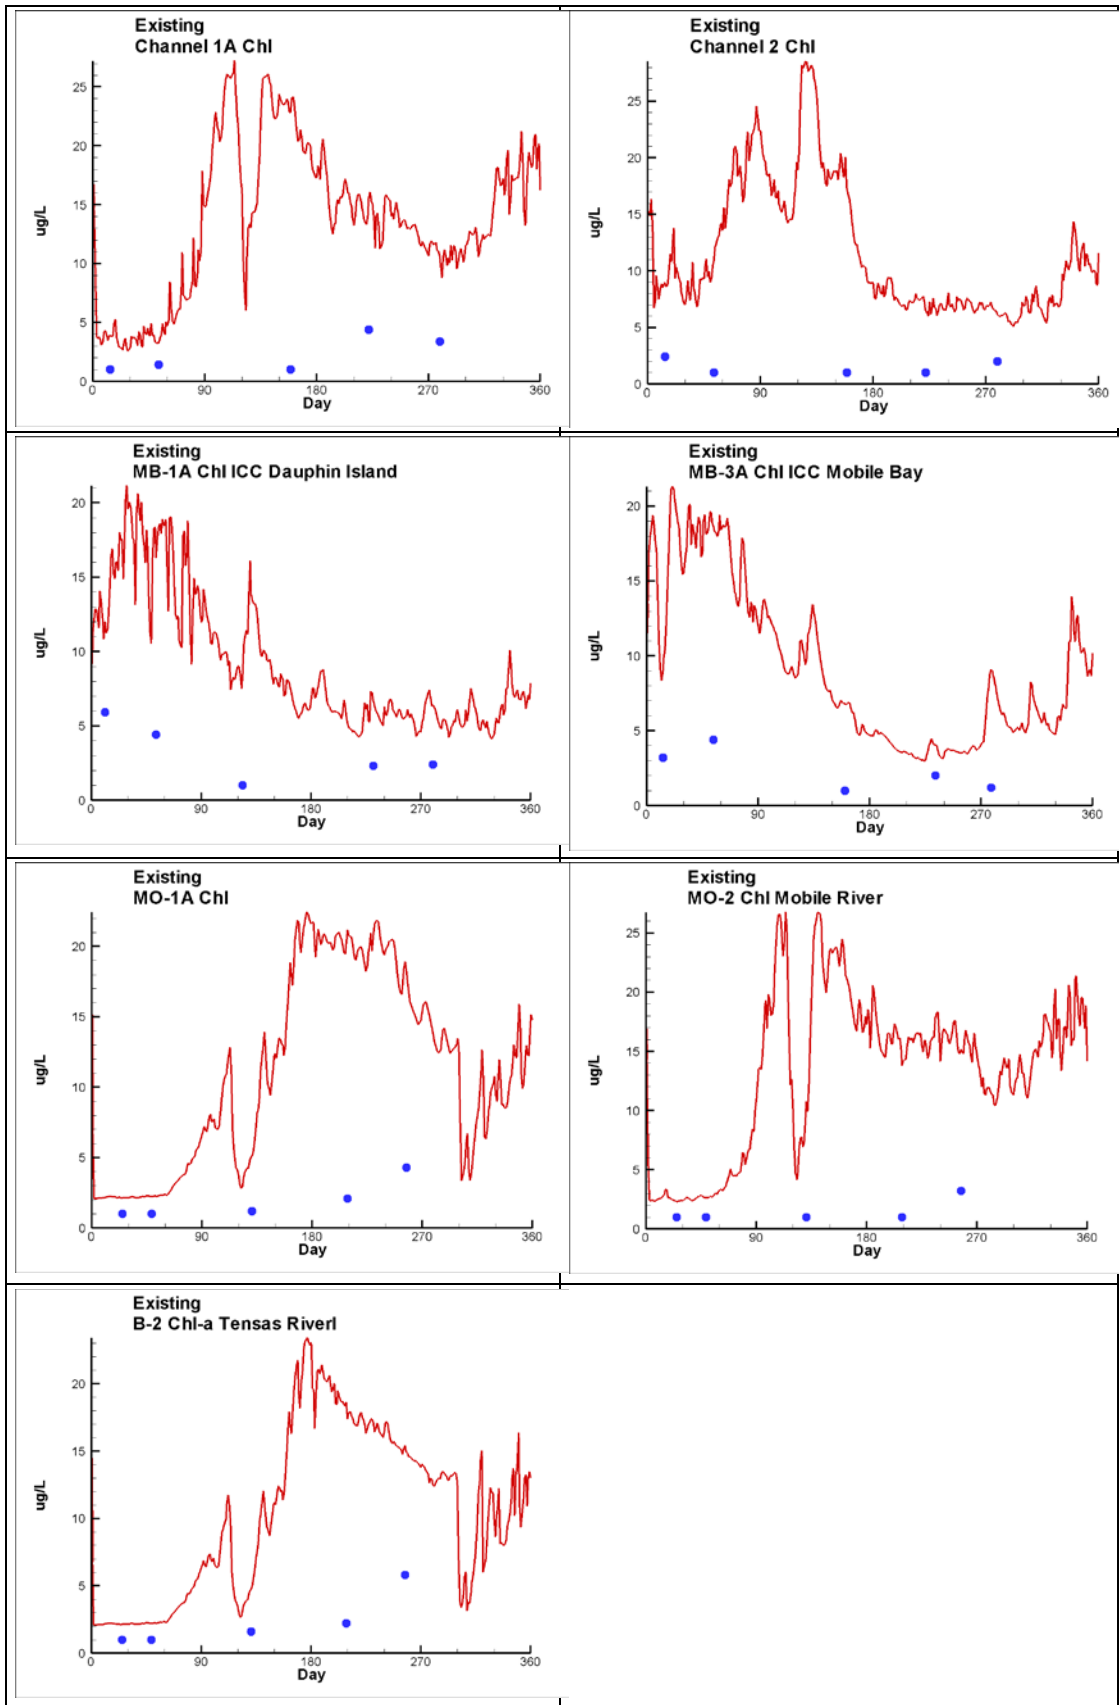 Existing
Channel 1A Chl
25
20
15
10
5
0
ug/L
0 90 180 270 360
Day
Existing
Channel 2 Chl
25
20
15
10
5
0
ug/L
0 90 180 270 360
Day
Existing
MB-1A Chl ICC Dauphin Island
20
15
10
5
0
ug/L
0 90 180 270 360
Day
Existing
MB-3A Chl ICC Mobile Bay
20
15
10
5
0
ug/L
0 90 180 270 360
Day
Existing
MO-1A Chl
20
15
10
5
0
ug/L
0 90 180 270 360
Day
Existing
MO-2 Chl Mobile River
25
20
15
10
5
0
ug/L
0 90 180 270 360
Day
Existing
B-2 Chl-a Tensas Riverl
20
15
10
5
0
ug/L
0 90 180 270 360
Day